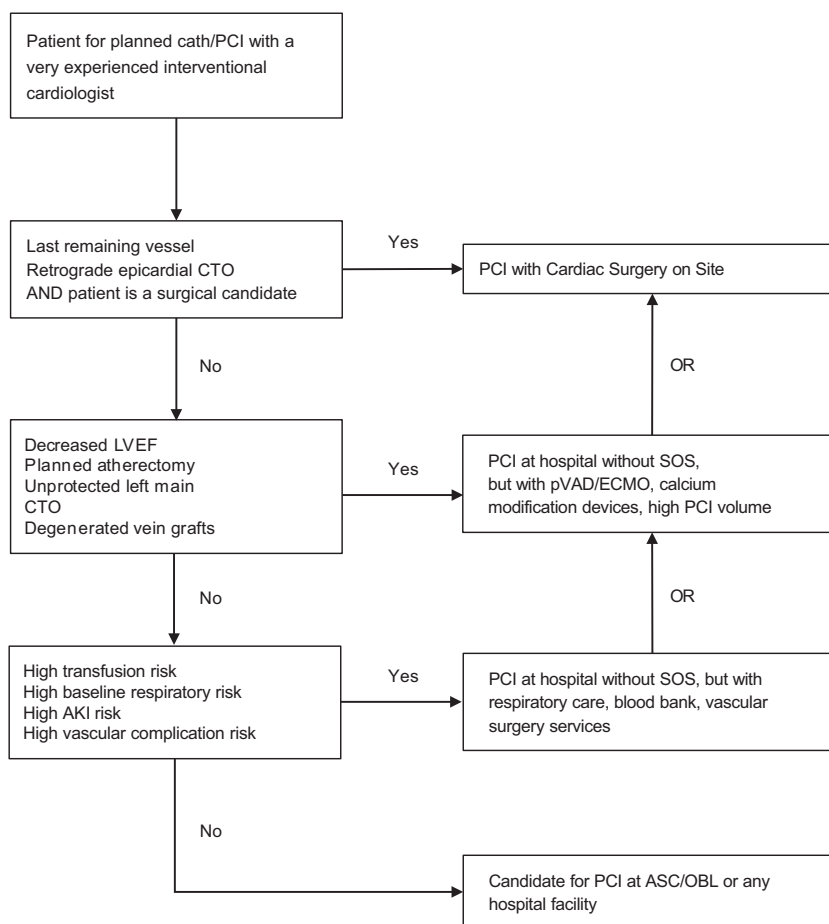 Patient for planned cath/PCI with a
very experienced interventional
cardiologist
Last remaining vessel
Retrograde epicardial CTO
AND patient is a surgical candidate
Yes
PCI with Cardiac Surgery on Site
No
OR
Decreased LVEF
Planned atherectomy
Unprotected left main
CTO
Degenerated vein grafts
Yes
PCI at hospital without SOS,
but with pVAD/ECMO, calcium
modification devices, high PCI volume
No
OR
High transfusion risk
High baseline respiratory risk
High AKI risk
High vascular complication risk
Yes
PCI at hospital without SOS, but with
respiratory care, blood bank, vascular
surgery services
No
Candidate for PCI at ASC/OBL or any
hospital facility